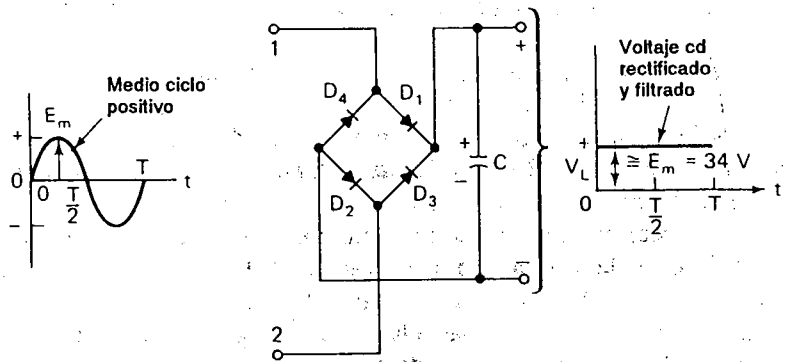 Medio ciclo
positivo
E_m
+
0
−
0
T/2
T
t
1
2
D_4
D_1
D_2
D_3
+
−
C
+
−
Voltaje cd
rectificado
y filtrado
+
V_L
≅ E_m = 34 V
0
T/2
T
t